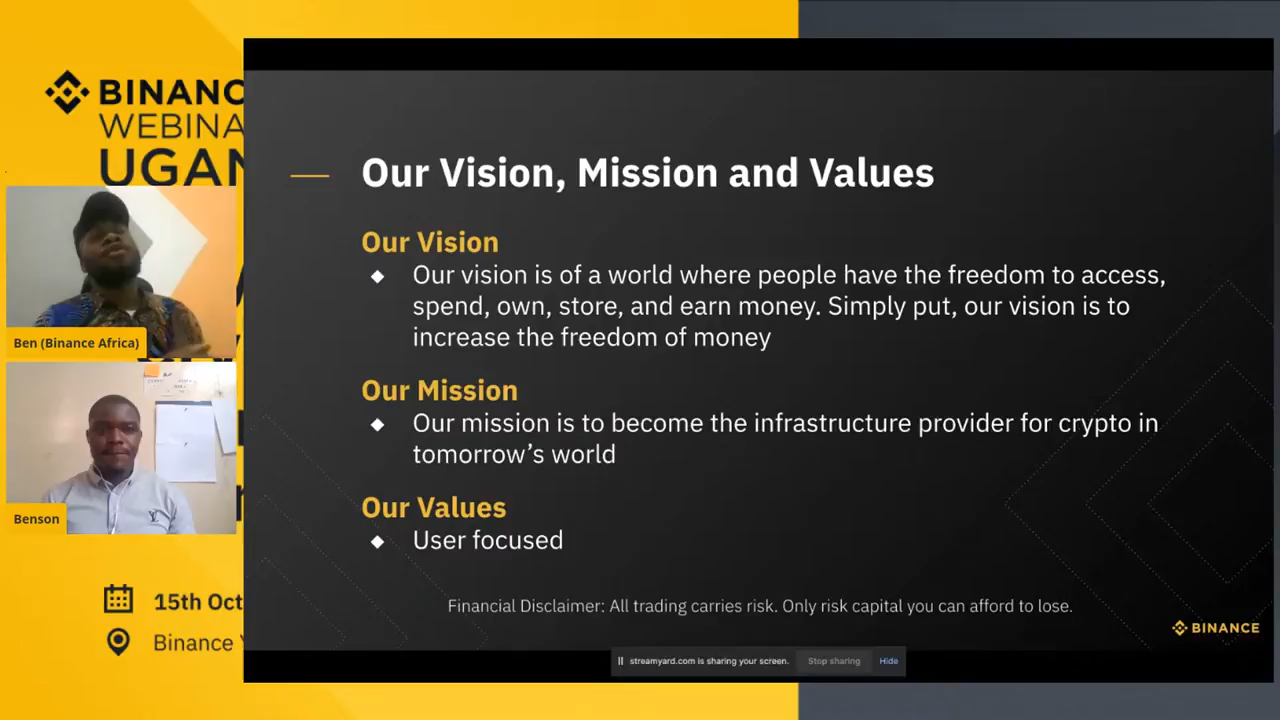 BINANC
WEBINA
UGAN
Ben (Binance Africa)
Benson
15th Oct
Binance
Our Vision, Mission and Values
Our Vision
◆ Our vision is of a world where people have the freedom to access,
spend, own, store, and earn money. Simply put, our vision is to
increase the freedom of money
Our Mission
◆ Our mission is to become the infrastructure provider for crypto in
tomorrow’s world
Our Values
◆ User focused
Financial Disclaimer: All trading carries risk. Only risk capital you can afford to lose.
BINANCE
streamyard.com is sharing your screen. Stop sharing Hide